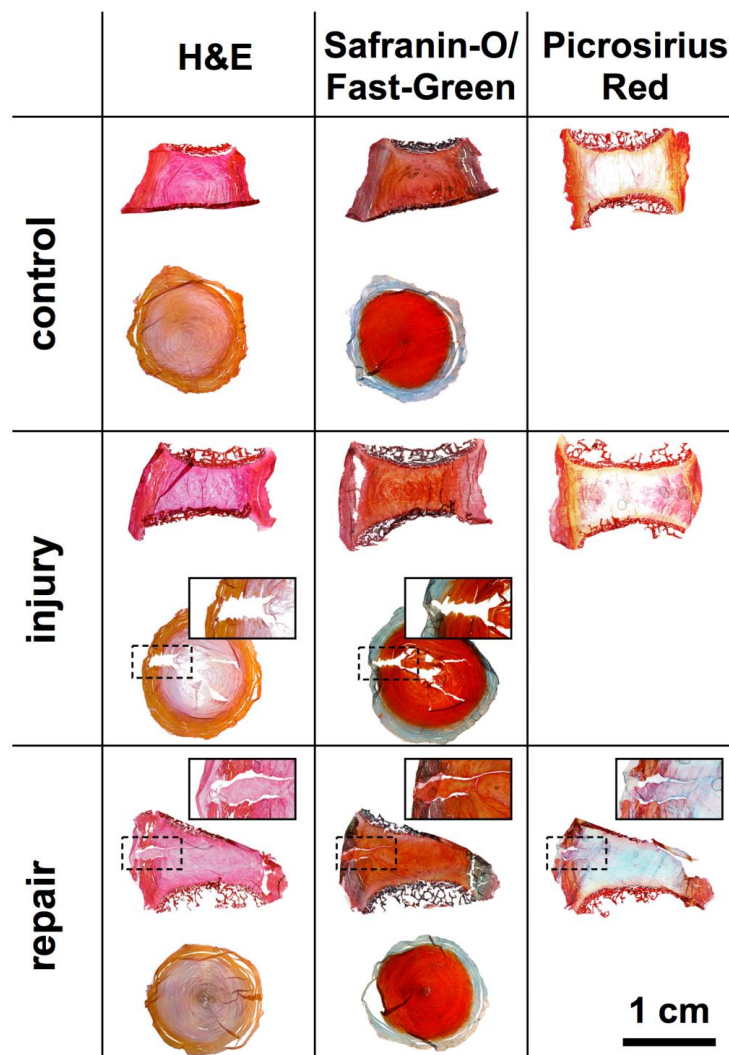 H&E
Safranin-O/
Fast-Green
Picrosirius
Red
control
injury
repair
1 cm